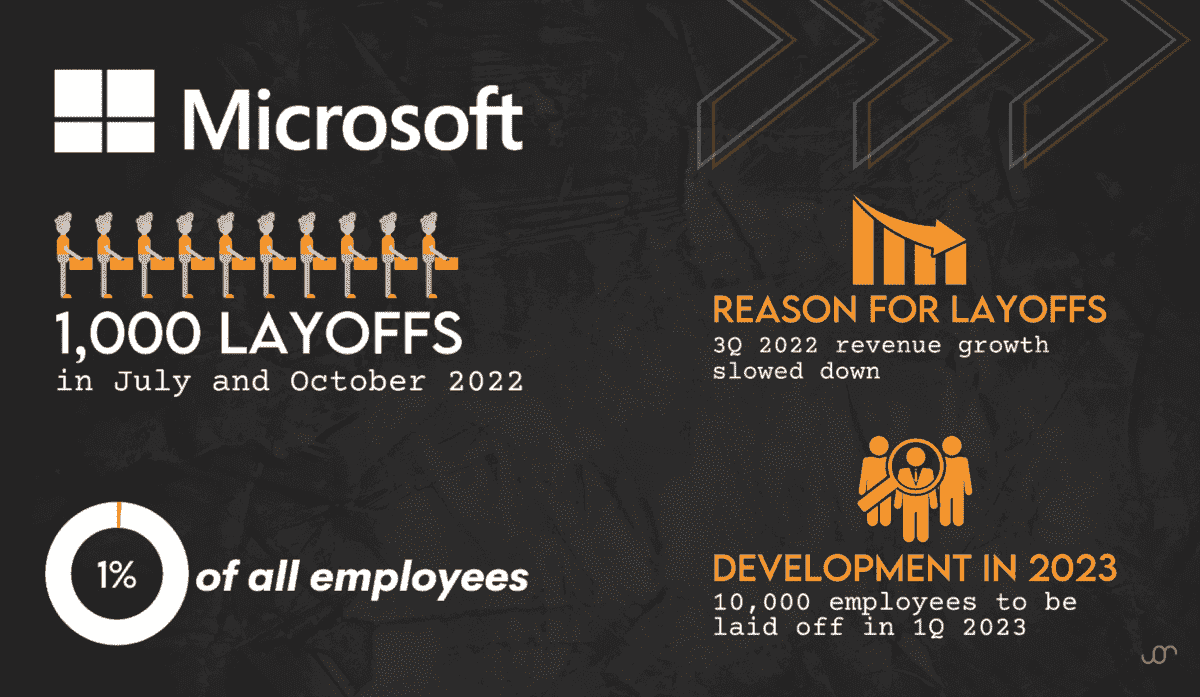 Microsoft
1,000 LAYOFFS
in July and October 2022
1%
of all employees
REASON FOR LAYOFFS
3Q 2022 revenue growth
slowed down
DEVELOPMENT IN 2023
10,000 employees to be
laid off in 1Q 2023